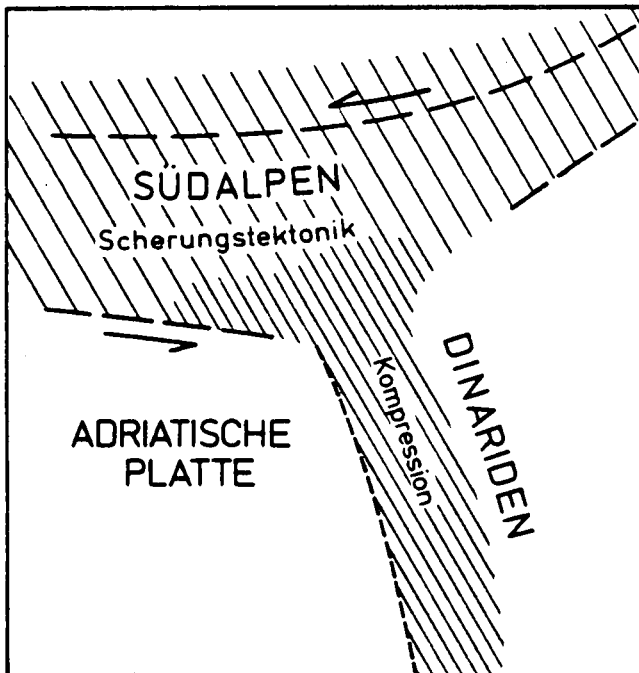 SÜDALPEN
Scherungstektonik
ADRIATISCHE
PLATTE
Kompression
DINARIDEN